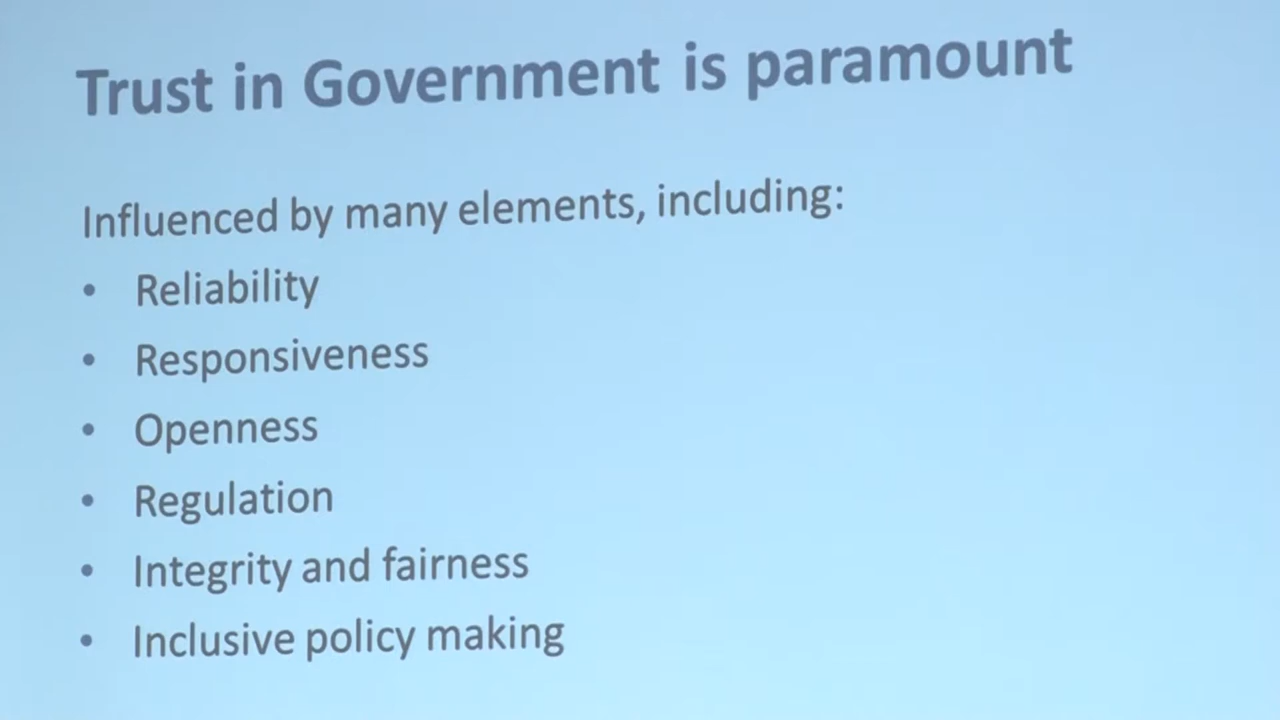 Trust in Government is paramount
Influenced by many elements, including:
• Reliability
• Responsiveness
• Openness
• Regulation
• Integrity and fairness
• Inclusive policy making